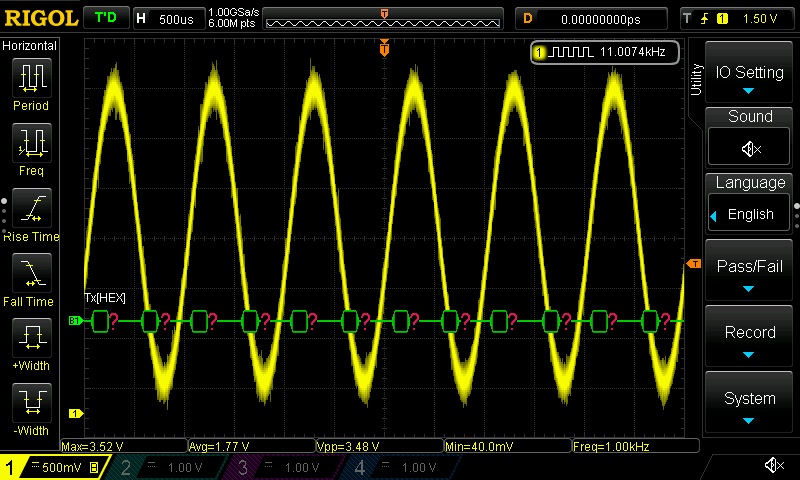 RIGOL T'D H 500us 1.00GSa/s 6.00M pts T D 0.00000000ps T 1 1.50 V
Horizontal
Period
Freq
Rise Time
Fall Time
+Width
-Width
T
1 11.0074kHz
Tx[HEX]
B1 ? ? ? ? ? ? ? ? ? ? ? ?
T
1
Max=3.52 V Avg=1.77 V Vpp=3.48 V Min=40.0mV Freq=1.00kHz
1 500mV B 2 1.00 V 3 1.00 V 4 1.00 V
Utility
IO Setting
Sound
Language
English
Pass/Fail
Record
System